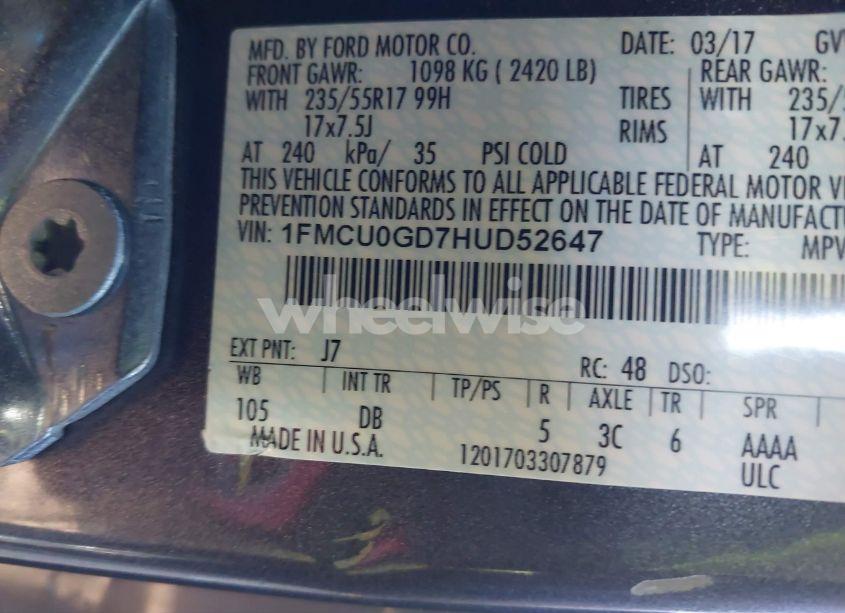 MFD. BY FORD MOTOR CO. DATE: 03/17
FRONT GAWR: 1098 KG ( 2420 LB) REAR GAWR:
WITH 235/55R17 99H TIRES WITH
17x7.5J RIMS
AT 240 kPa/ 35 PSI COLD AT 240
THIS VEHICLE CONFORMS TO ALL APPLICABLE FEDERAL MOTOR
PREVENTION STANDARDS IN EFFECT ON THE DATE OF
VIN: 1FMCU0GD7HUD52647 TYPE: MPV
wheelwise
EXT PNT: J7 RC: 48 DSO:
WB INT TR TP/PS R AXLE TR SPR
105 DB 5 3C 6 AAAA
MADE IN U.S.A. 1201703307879 ULC